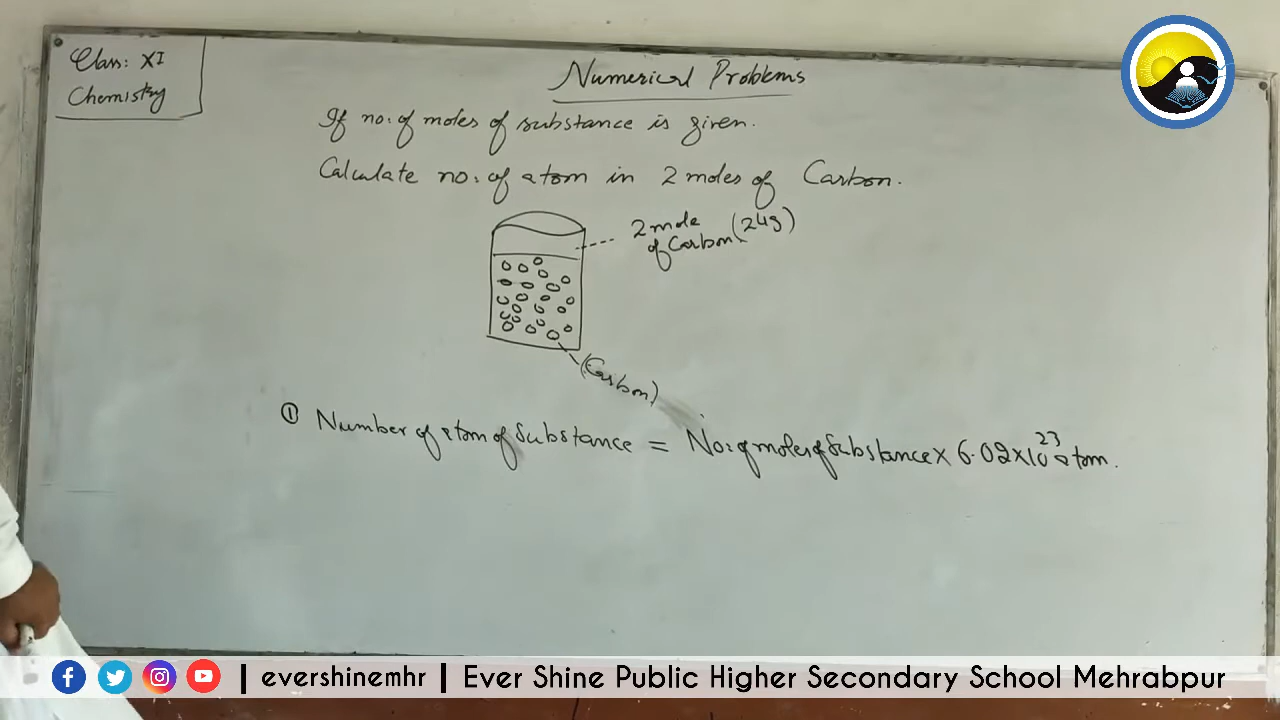 Class: XI
Chemistry
Numerical Problems
If no: of moles of substance is given.
Calculate no: of atom in 2 moles of Carbon.
2 mole (24g)
of Carbon
(Carbon)
① Number of atom of Substance = No: of moles of Substance × 6.02×10²³ atom.
| evershinemhr | Ever Shine Public Higher Secondary School Mehrabpur